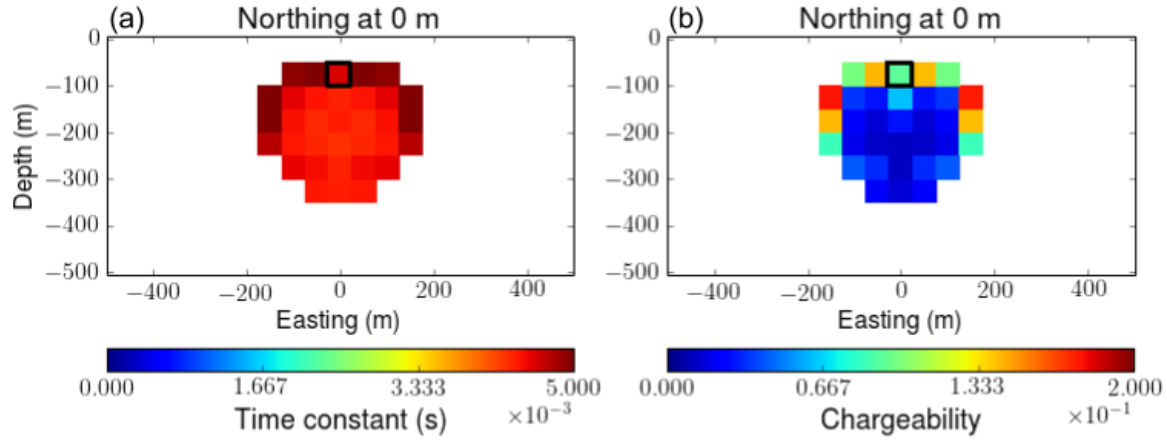 (a) Northing at 0 m
0
−100
−200
−300
−400
−500
Depth (m)
−400 −200 0 200 400
Easting (m)
0.000 1.667 3.333 5.000
Time constant (s) ×10⁻³
(b) Northing at 0 m
0
−100
−200
−300
−400
−500
−400 −200 0 200 400
Easting (m)
0.000 0.667 1.333 2.000
Chargeability ×10⁻¹